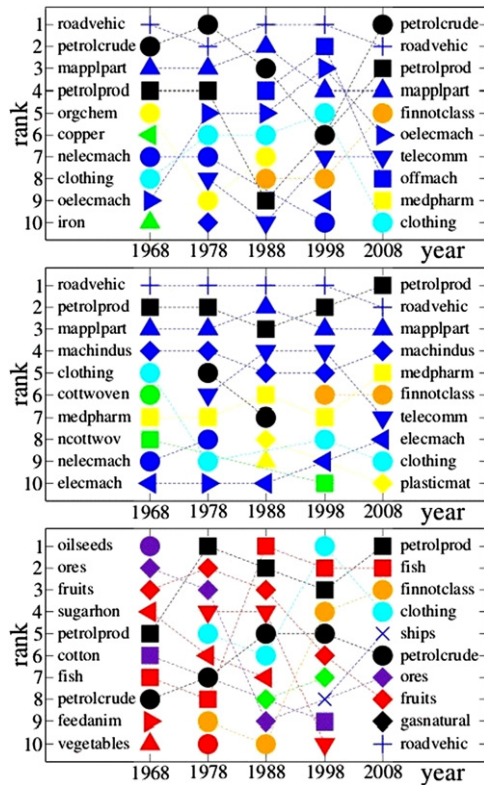 1 roadvehic petrolcrude
2 petrolcrude roadvehic
3 mapplpart petrolprod
4 petrolprod mapplpart
5 orgchem finnotclass
6 copper oelecmach
7 nelecmach telecomm
8 clothing offmach
9 oelecmach medpharm
10 iron clothing
rank
1968 1978 1988 1998 2008 year
1 roadvehic petrolprod
2 petrolprod roadvehic
3 mapplpart mapplpart
4 machindus machindus
5 clothing medpharm
6 cottwoven finnotclass
7 medpharm telecomm
8 ncottwov elecmach
9 nelecmach clothing
10 elecmach plasticmat
rank
1968 1978 1988 1998 2008 year
1 oilseeds petrolprod
2 ores fish
3 fruits finnotclass
4 sugarhon clothing
5 petrolprod ships
6 cotton petrolcrude
7 fish ores
8 petrolcrude fruits
9 feedanim gasnatural
10 vegetables roadvehic
rank
1968 1978 1988 1998 2008 year